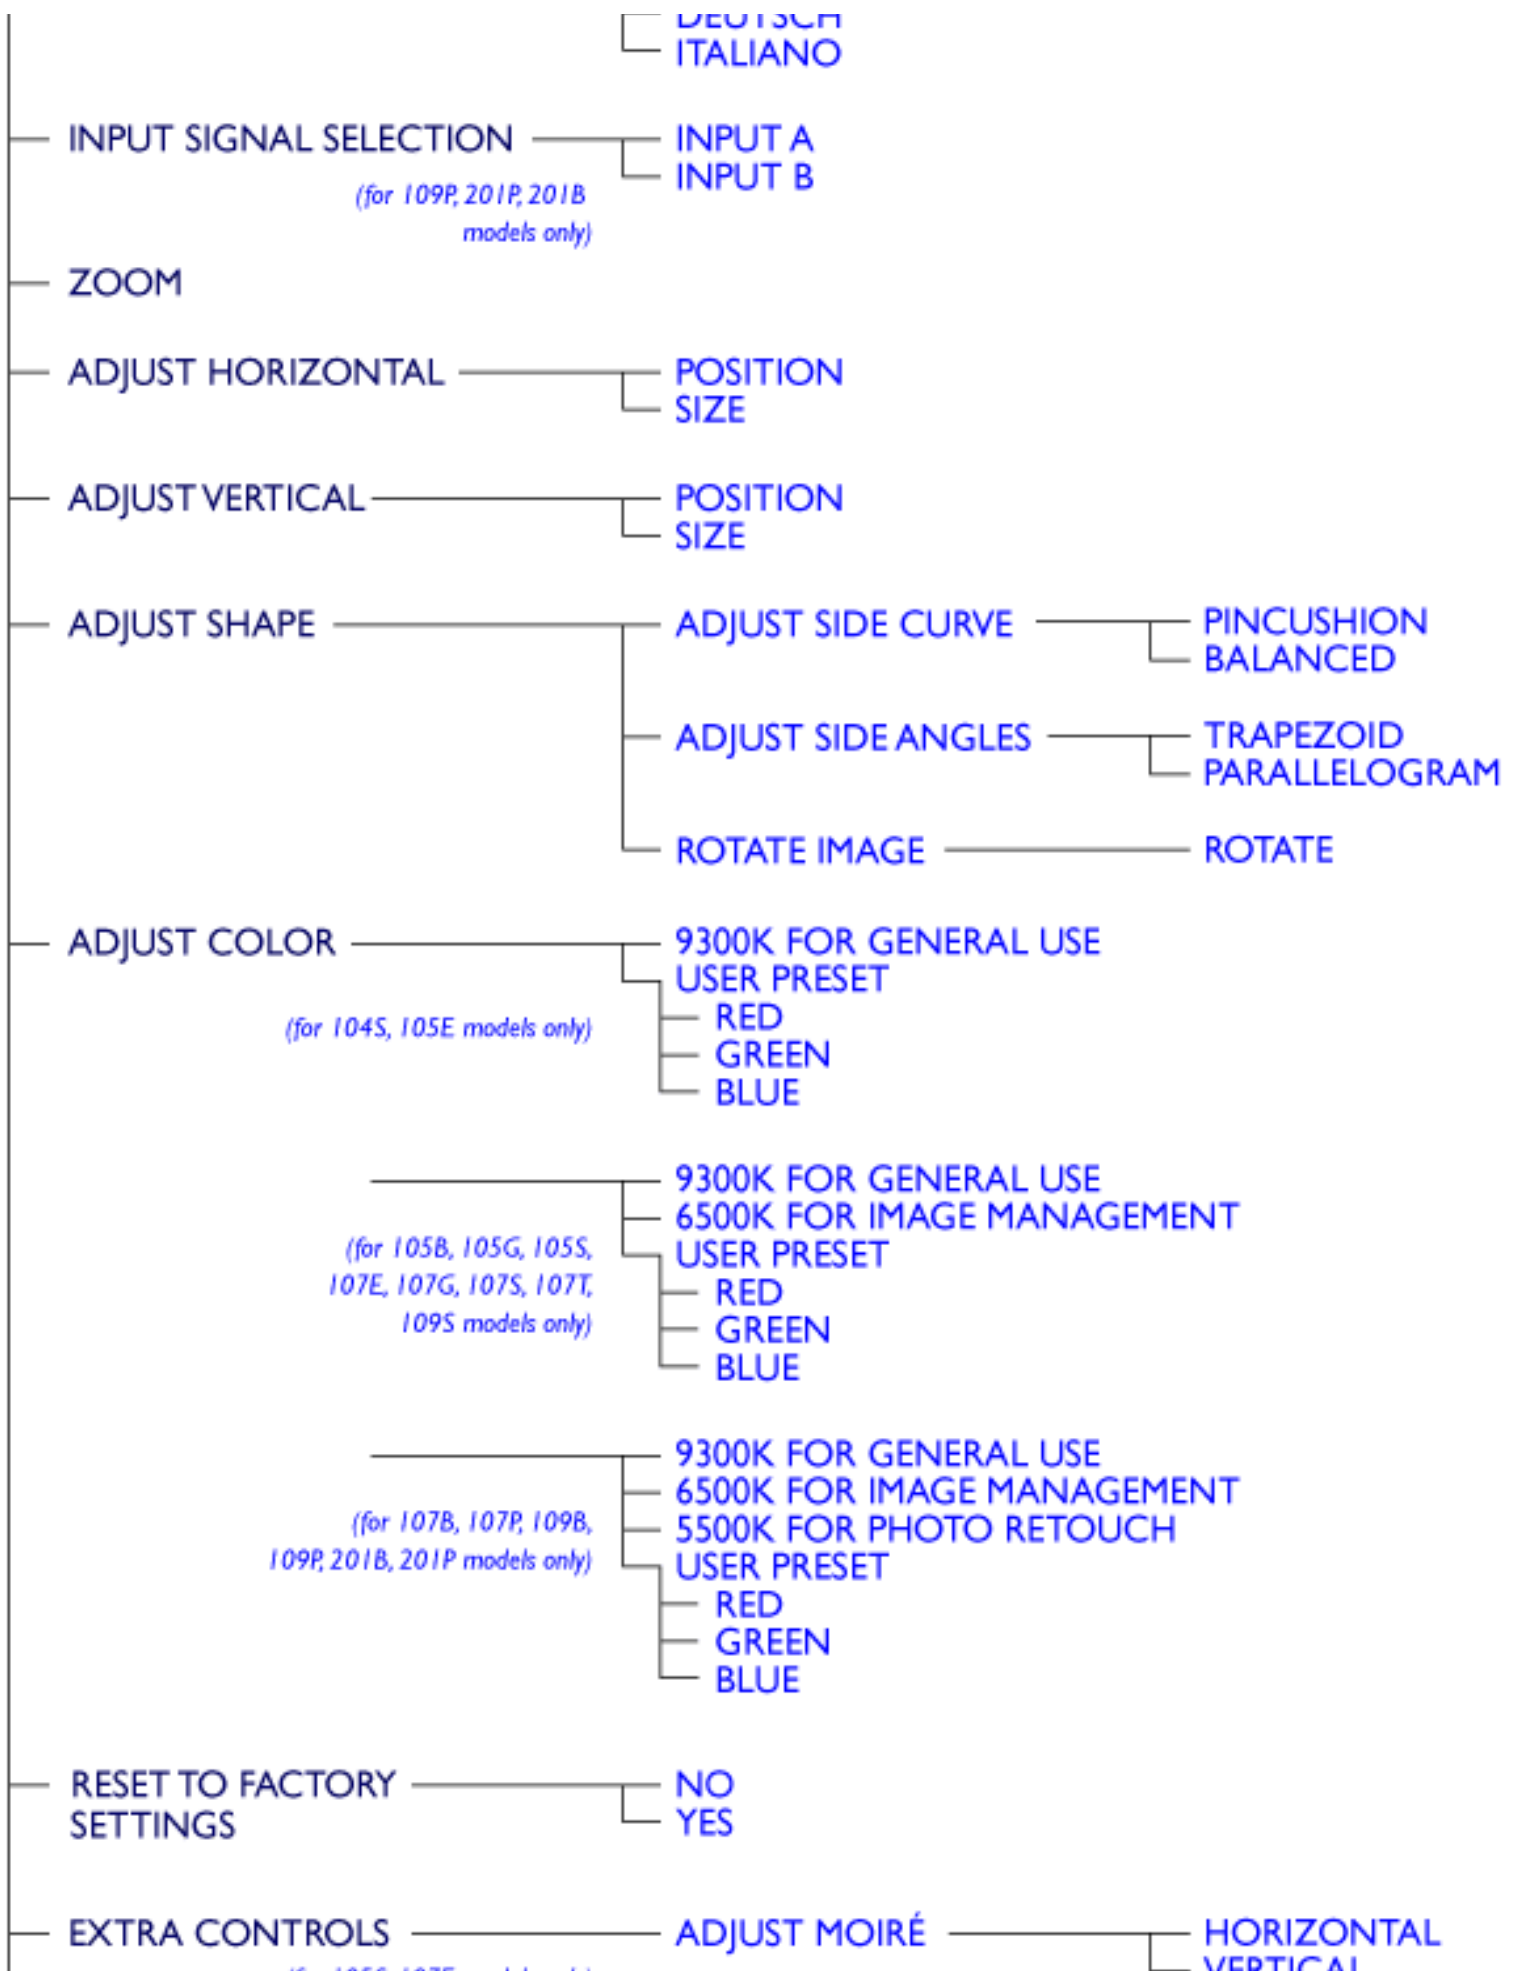 DEUTSCH
ITALIANO
INPUT SIGNAL SELECTION
INPUT A
INPUT B
(for 109P, 201P, 201B
models only)
ZOOM
ADJUST HORIZONTAL
POSITION
SIZE
ADJUST VERTICAL
POSITION
SIZE
ADJUST SHAPE
ADJUST SIDE CURVE
PINCUSHION
BALANCED
ADJUST SIDE ANGLES
TRAPEZOID
PARALLELOGRAM
ROTATE IMAGE
ROTATE
ADJUST COLOR
(for 104S, 105E models only)
9300K FOR GENERAL USE
USER PRESET
RED
GREEN
BLUE
(for 105B, 105G, 105S,
107E, 107G, 107S, 107T,
109S models only)
9300K FOR GENERAL USE
6500K FOR IMAGE MANAGEMENT
USER PRESET
RED
GREEN
BLUE
(for 107B, 107P, 109B,
109P, 201B, 201P models only)
9300K FOR GENERAL USE
6500K FOR IMAGE MANAGEMENT
5500K FOR PHOTO RETOUCH
USER PRESET
RED
GREEN
BLUE
RESET TO FACTORY
SETTINGS
NO
YES
EXTRA CONTROLS
ADJUST MOIRÉ
HORIZONTAL
VERTICAL